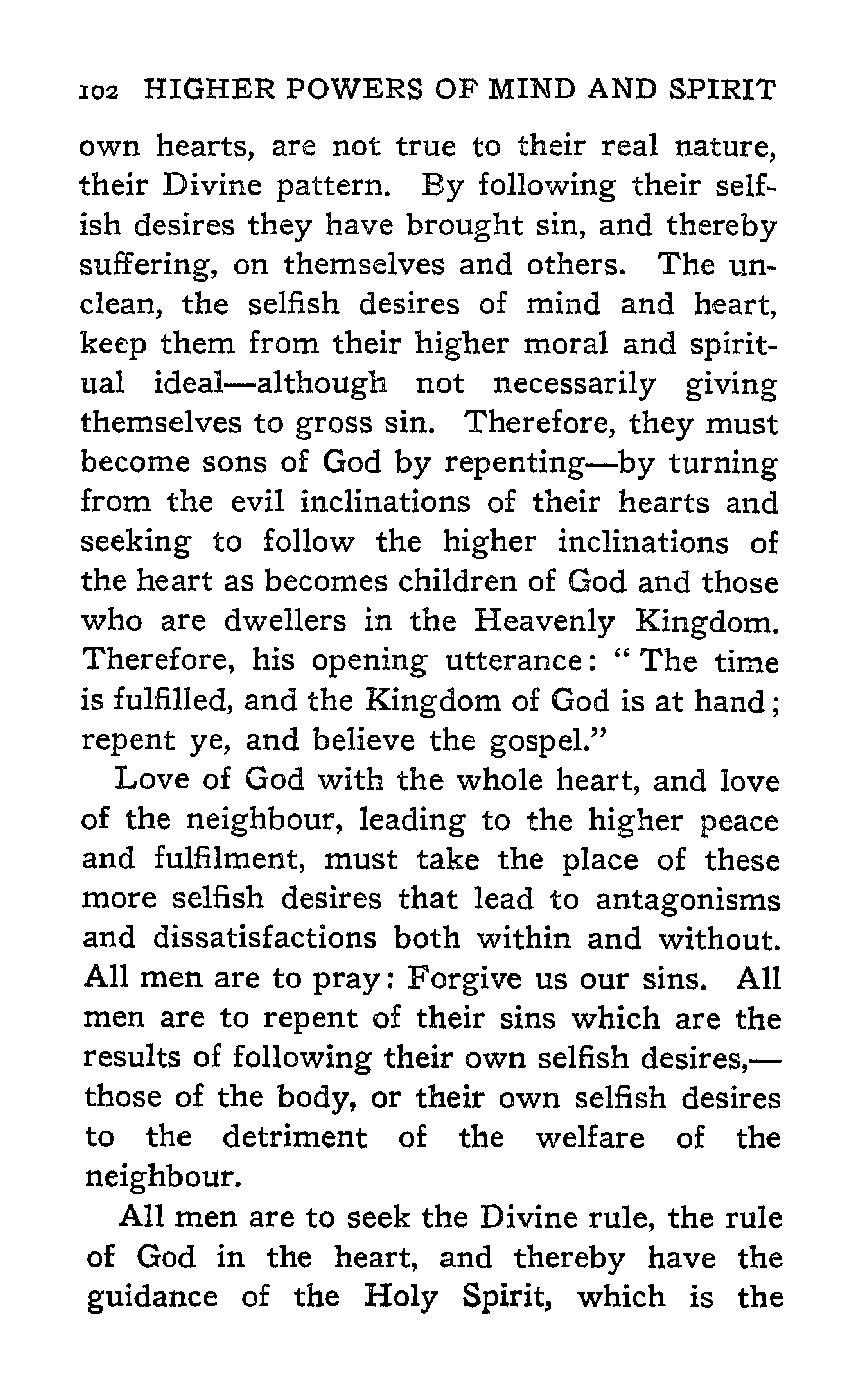 102 HIGHER POWERS OF MIND AND SPIRIT
own hearts, are not true to their real nature,
their Divine pattern. By following their self-
ish desires they have brought sin, and thereby
suffering, on themselves and others. The un-
clean, the selfish desires of mind and heart,
keep them from their higher moral and spirit-
ual ideal—although not necessarily giving
themselves to gross sin. Therefore, they must
become sons of God by repenting—by turning
from the evil inclinations of their hearts and
seeking to follow the higher inclinations of
the heart as becomes children of God and those
who are dwellers in the Heavenly Kingdom.
Therefore, his opening utterance: “ The time
is fulfilled, and the Kingdom of God is at hand;
repent ye, and believe the gospel.”
Love of God with the whole heart, and love
of the neighbour, leading to the higher peace
and fulfilment, must take the place of these
more selfish desires that lead to antagonisms
and dissatisfactions both within and without.
All men are to pray: Forgive us our sins. All
men are to repent of their sins which are the
results of following their own selfish desires,—
those of the body, or their own selfish desires
to the detriment of the welfare of the
neighbour.
All men are to seek the Divine rule, the rule
of God in the heart, and thereby have the
guidance of the Holy Spirit, which is the